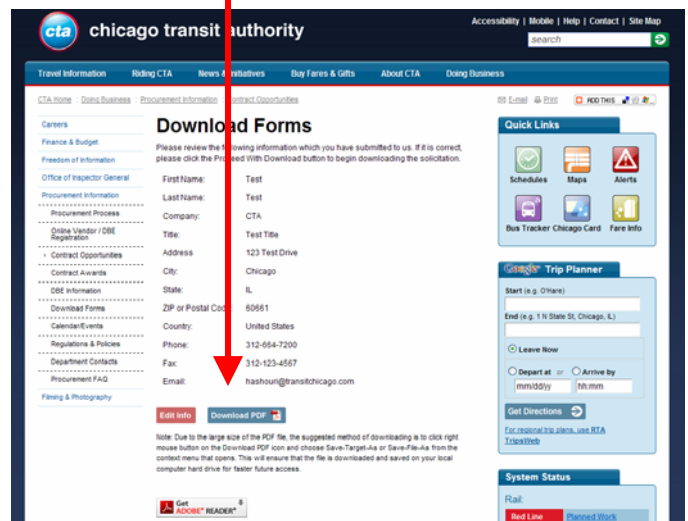 Accessibility | Mobile | Help | Contact | Site Map
cta chicago transit authority
search
Travel Information Riding CTA News & Initiatives Buy Fares & Gifts About CTA Doing Business
CTA Home : Doing Business : Procurement Information : Contract Opportunities
E-mail Print ADD THIS
Careers
Finance & Budget
Freedom of Information
Office of Inspector General
Procurement Information
Procurement Process
Online Vendor / DBE
Registration
Contract Opportunities
Contract Awards
DBE Information
Download Forms
Calendar/Events
Regulations & Policies
Department Contacts
Procurement FAQ
Filming & Photography
Download Forms
Please review the following information which you have submitted to us. If it is correct,
please click the Proceed With Download button to begin downloading the solicitation.
First Name: Test
Last Name: Test
Company: CTA
Title: Test Title
Address 123 Test Drive
City: Chicago
State: IL
ZIP or Postal Code: 60661
Country: United States
Phone: 312-664-7200
Fax: 312-123-4567
Email: hashouri@transitchicago.com
Edit Info Download PDF
Note: Due to the large size of the PDF file, the suggested method of downloading is to click right
mouse button on the Download PDF icon and choose Save-Target-As or Save-File-As from the
context menu that opens. This will ensure that the file is downloaded and saved on your local
computer hard drive for faster future access.
Get
ADOBE® READER®
Quick Links
Schedules Maps Alerts
Bus Tracker Chicago Card Fare Info
Google Trip Planner
Start (e.g. O'Hare)
End (e.g. 1 N State St, Chicago, IL)
Leave Now
Depart at or Arrive by
mm/dd/yy hh:mm
Get Directions
For regional trip plans, use RTA
TripsWeb
System Status
Rail:
Red Line Planned Work